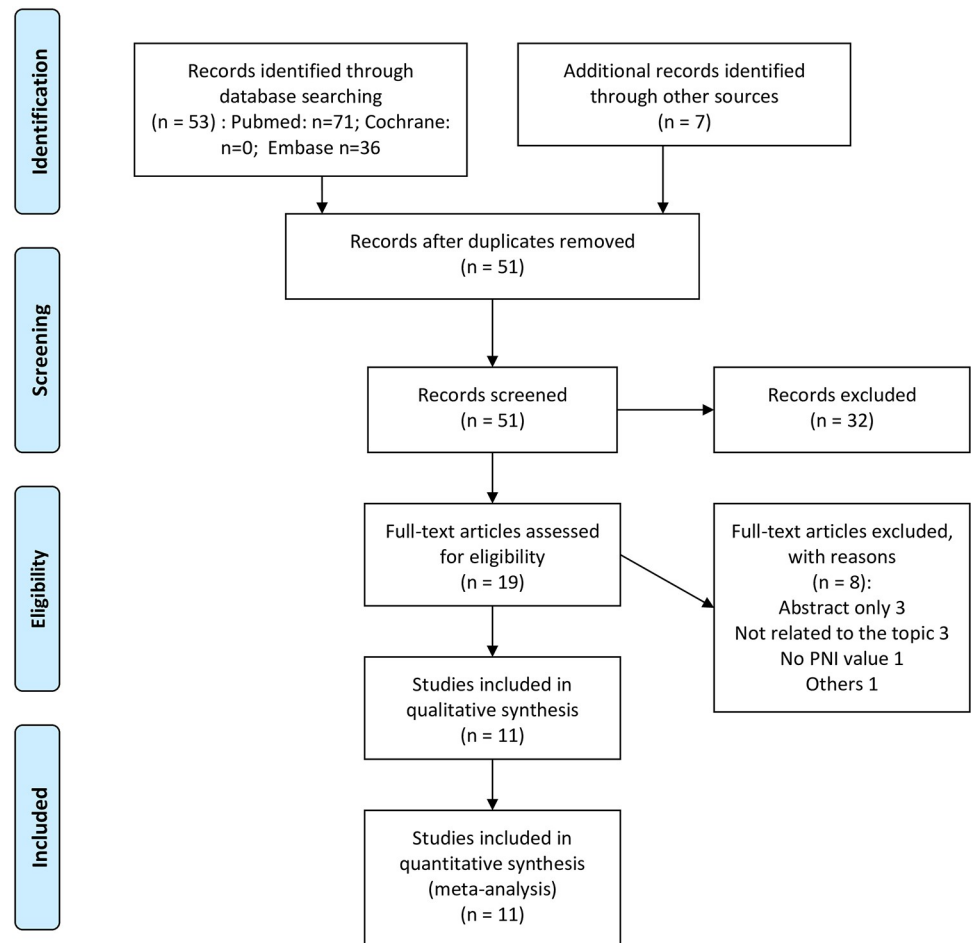 Identification
Records identified through
database searching
(n = 53) : Pubmed: n=71; Cochrane:
n=0;  Embase n=36
Additional records identified
through other sources
(n = 7)
Records after duplicates removed
(n = 51)
Screening
Records screened
(n = 51)
Records excluded
(n = 32)
Eligibility
Full-text articles assessed
for eligibility
(n = 19)
Full-text articles excluded,
with reasons
(n = 8):
Abstract only 3
Not related to the topic 3
No PNI value 1
Others 1
Studies included in
qualitative synthesis
(n = 11)
Included
Studies included in
quantitative synthesis
(meta-analysis)
(n = 11)